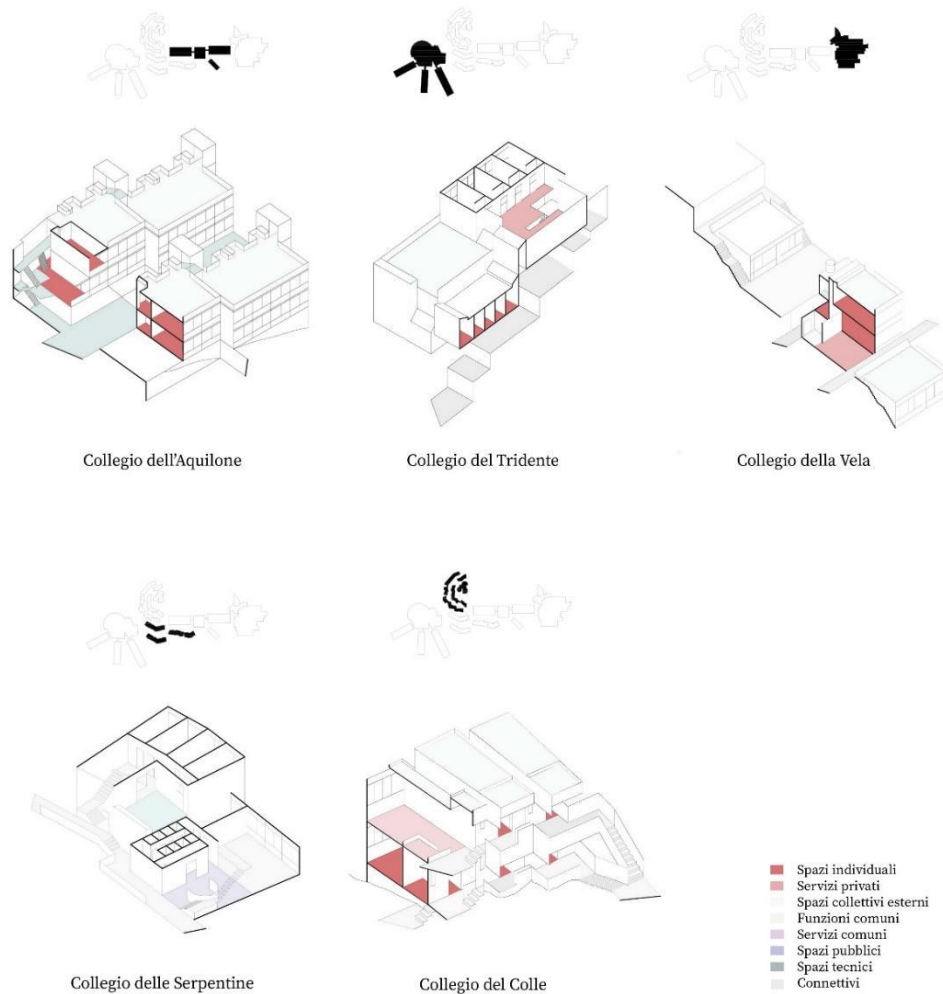 Collegio dell'Aquilone
Collegio del Tridente
Collegio della Vela
Collegio delle Serpentine
Collegio del Colle
Spazi individuali
Servizi privati
Spazi collettivi esterni
Funzioni comuni
Servizi comuni
Spazi pubblici
Spazi tecnici
Connettivi